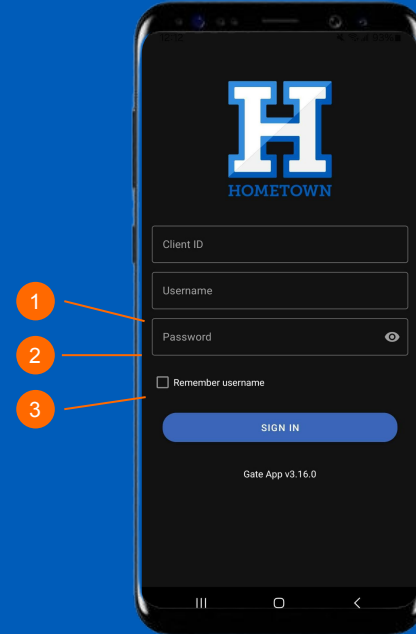 H
HOMETOWN
Client ID
Username
1
Password
2
3
Remember username
SIGN IN
Gate App v3.16.0